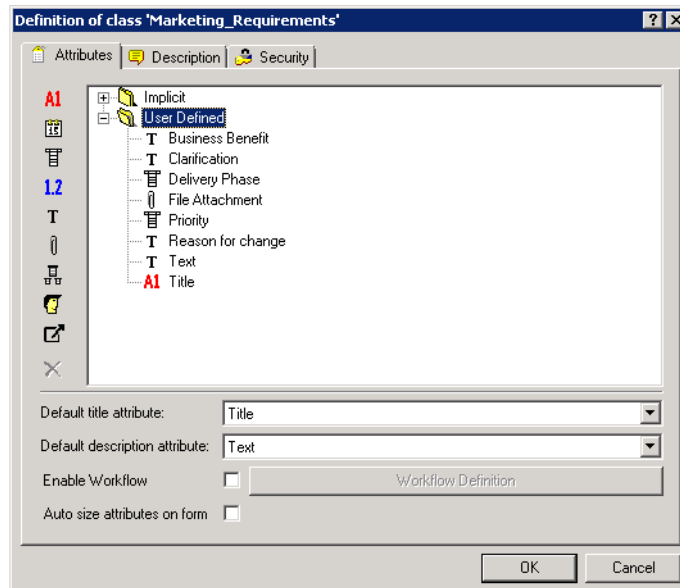 Definition of class 'Marketing_Requirements'
? X
Attributes Description Security
A1
15
1.2
T
Implicit
User Defined
T Business Benefit
T Clarification
Delivery Phase
File Attachment
Priority
T Reason for change
T Text
A1 Title
Default title attribute: Title
Default description attribute: Text
Enable Workflow Workflow Definition
Auto size attributes on form
OK Cancel